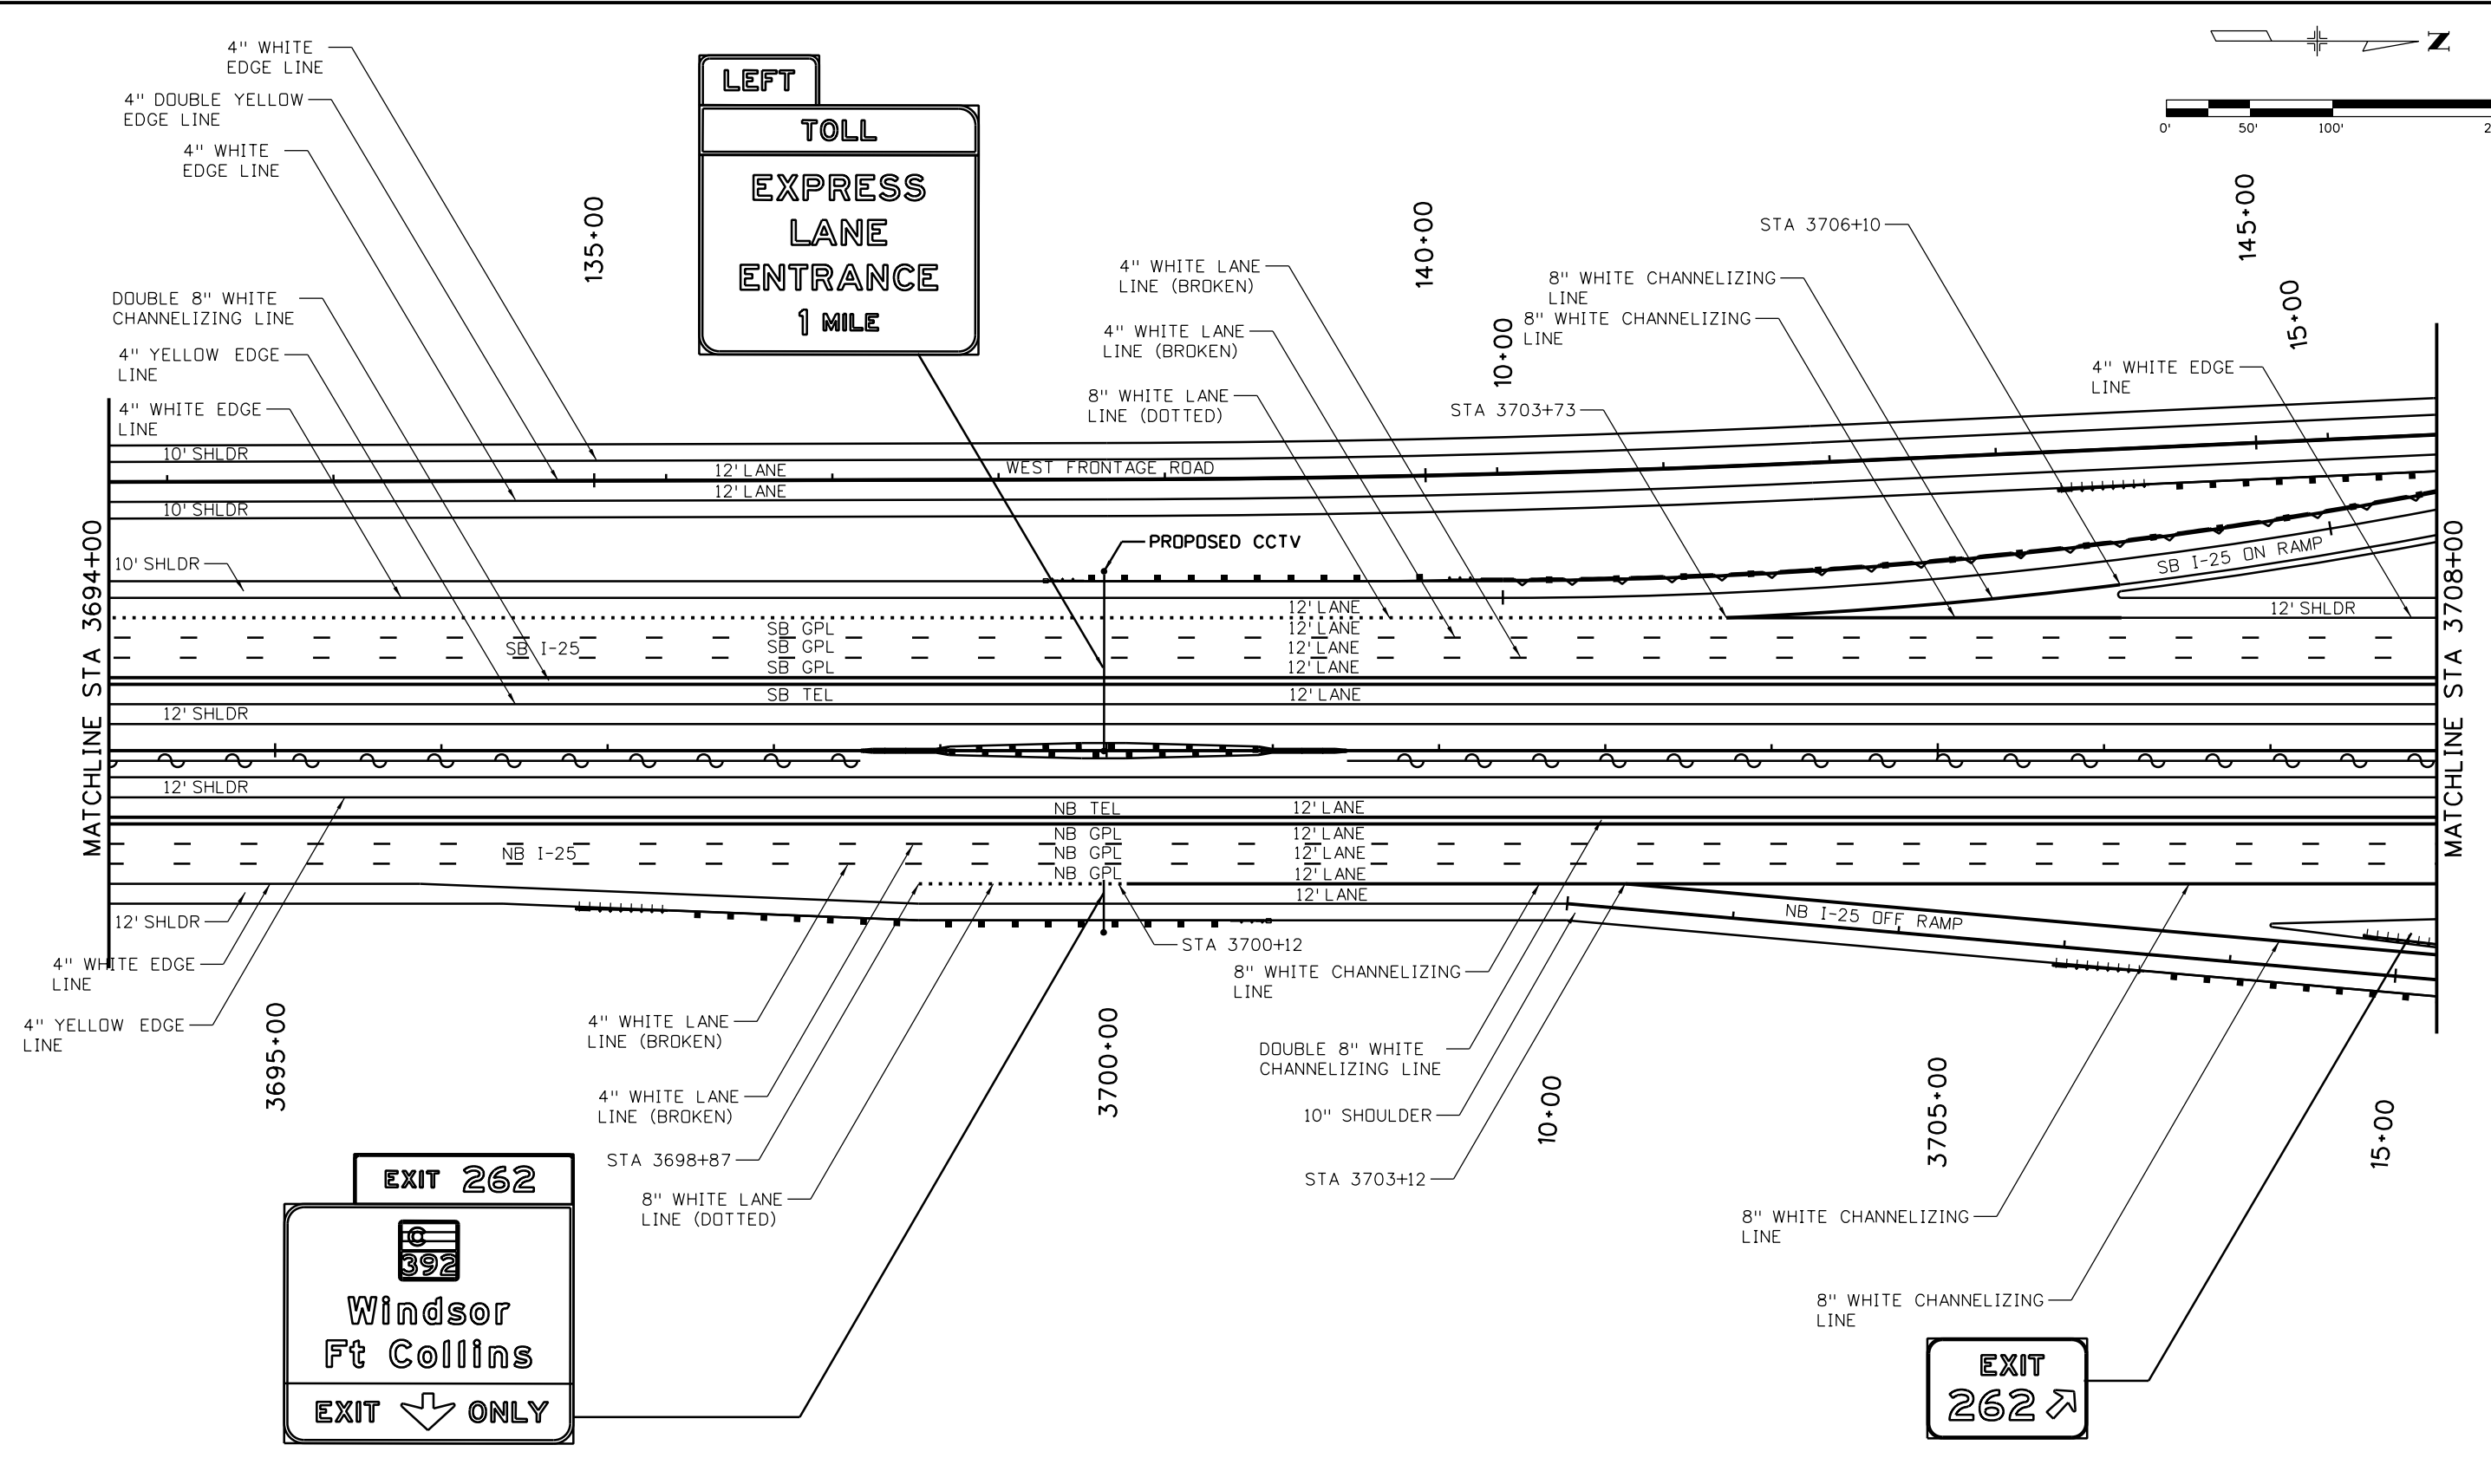 4" WHITE
EDGE LINE
4" DOUBLE YELLOW
EDGE LINE
4" WHITE
EDGE LINE
DOUBLE 8" WHITE
CHANNELIZING LINE
4" YELLOW EDGE
LINE
4" WHITE EDGE
LINE
LEFT
TOLL
EXPRESS
LANE
ENTRANCE
1 MILE
N
0' 50' 100'
135+00
140+00
145+00
10+00
15+00
4" WHITE LANE
LINE (BROKEN)
4" WHITE LANE
LINE (BROKEN)
8" WHITE LANE
LINE (DOTTED)
STA 3706+10
8" WHITE CHANNELIZING
LINE
8" WHITE CHANNELIZING
LINE
STA 3703+73
4" WHITE EDGE
LINE
MATCHLINE STA 3694+00
MATCHLINE STA 3708+00
10' SHLDR
12' LANE
WEST FRONTAGE ROAD
12' LANE
10' SHLDR
PROPOSED CCTV
10' SHLDR
SB I-25 ON RAMP
12' LANE
12' SHLDR
SB GPL 12' LANE
SB I-25 SB GPL 12' LANE
SB GPL 12' LANE
SB TEL 12' LANE
12' SHLDR
12' SHLDR
NB TEL 12' LANE
NB GPL 12' LANE
NB I-25 NB GPL 12' LANE
NB GPL 12' LANE
12' LANE
NB I-25 OFF RAMP
12' SHLDR
4" WHITE EDGE
LINE
4" YELLOW EDGE
LINE
3695+00
4" WHITE LANE
LINE (BROKEN)
4" WHITE LANE
LINE (BROKEN)
STA 3698+87
8" WHITE LANE
LINE (DOTTED)
3700+00
STA 3700+12
8" WHITE CHANNELIZING
LINE
DOUBLE 8" WHITE
CHANNELIZING LINE
10" SHOULDER
STA 3703+12
10+00
3705+00
15+00
8" WHITE CHANNELIZING
LINE
8" WHITE CHANNELIZING
LINE
EXIT 262
C
392
Windsor
Ft Collins
EXIT ONLY
EXIT
262